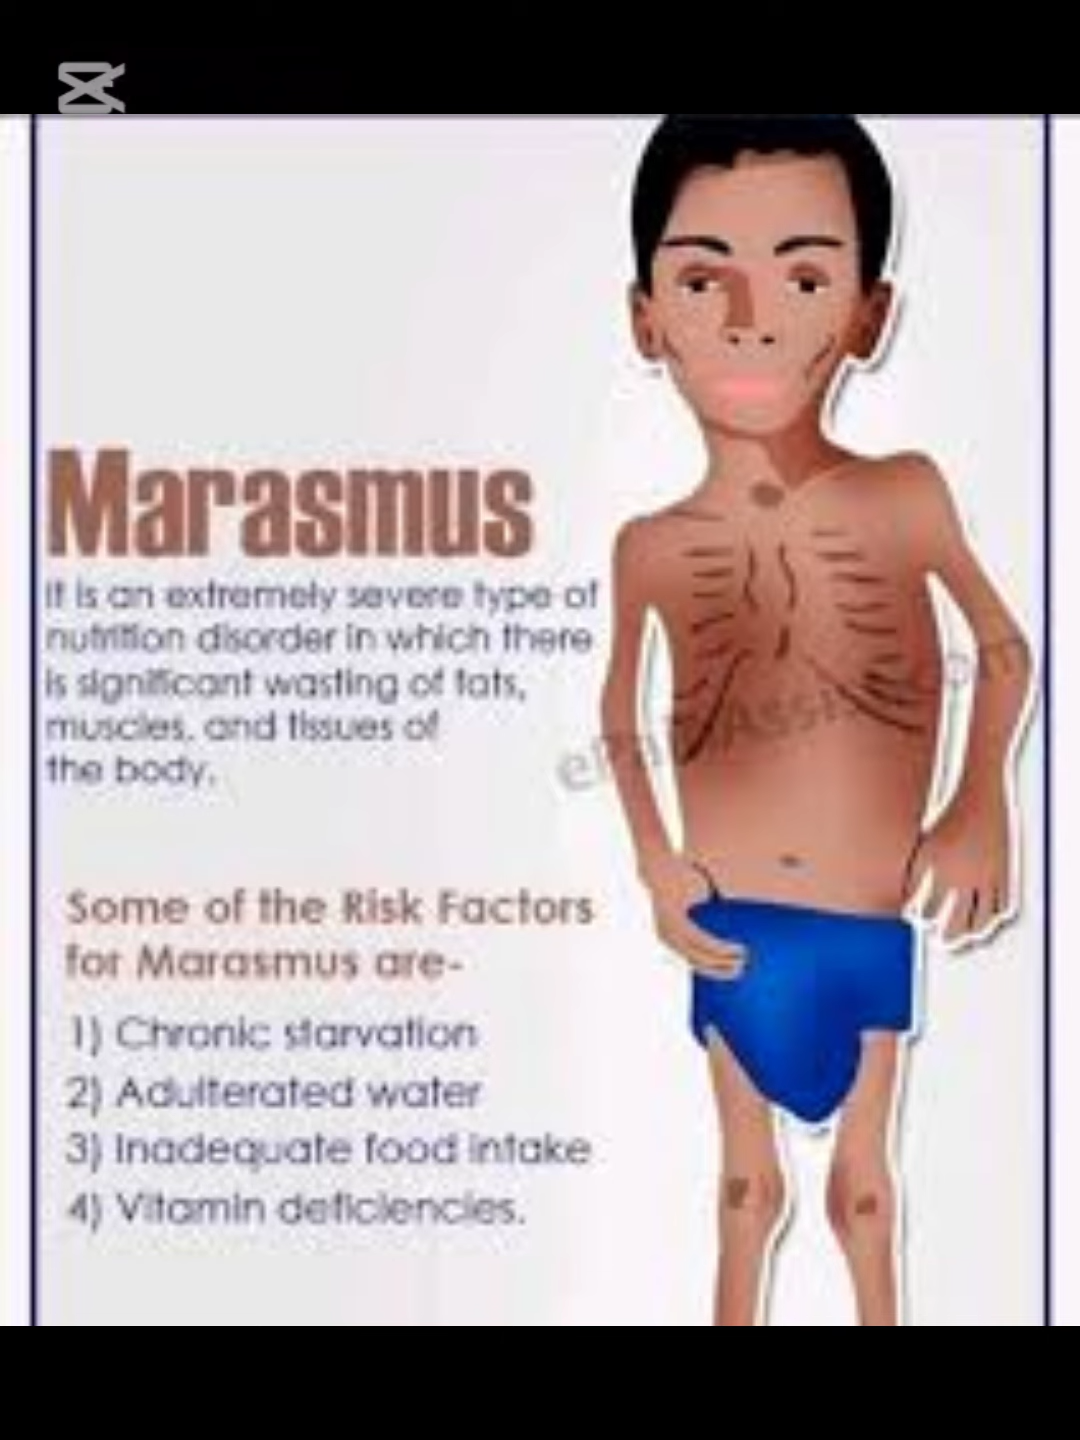 Marasmus
It is an extremely severe type of
nutrition disorder in which there
is significant wasting of fats,
muscles, and tissues of
the body.
Some of the Risk Factors
for Marasmus are-
1) Chronic starvation
2) Adulterated water
3) Inadequate food intake
4) Vitamin deficiencies.